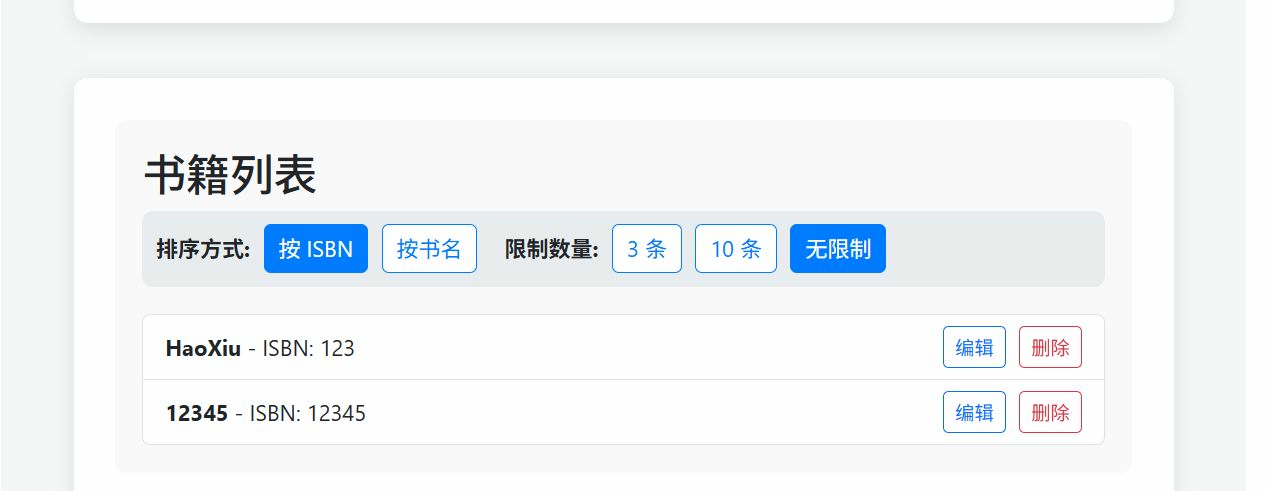 书籍列表
排序方式: 按 ISBN 按书名 限制数量: 3 条 10 条 无限制
HaoXiu - ISBN: 123 编辑 删除
12345 - ISBN: 12345 编辑 删除